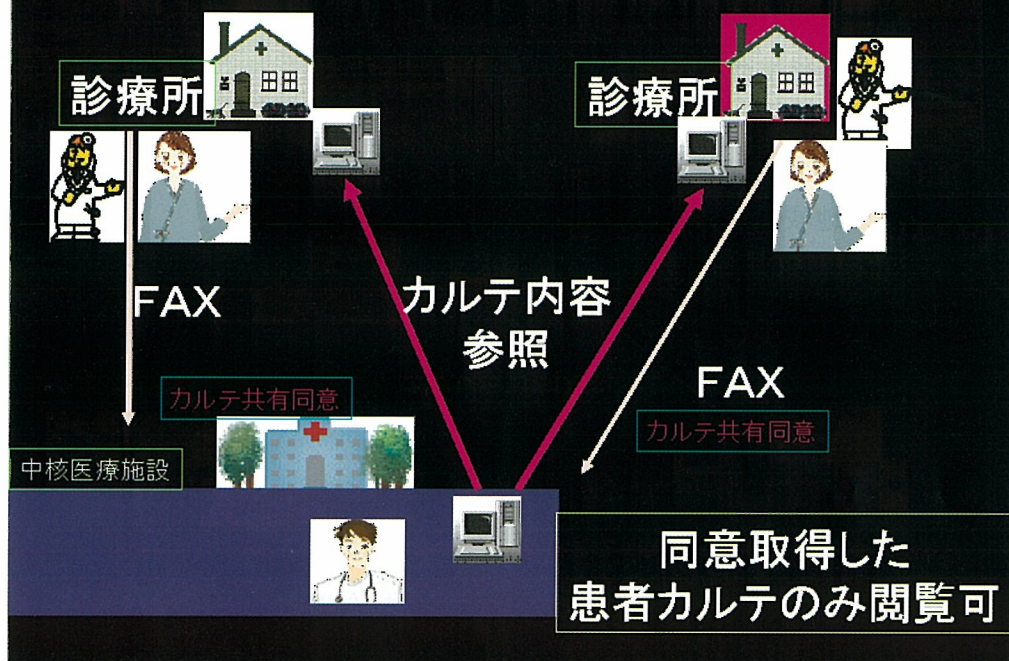 診療所
診療所
FAX
カルテ内容
参照
FAX
カルテ共有同意
カルテ共有同意
中核医療施設
同意取得した
患者カルテのみ閲覧可